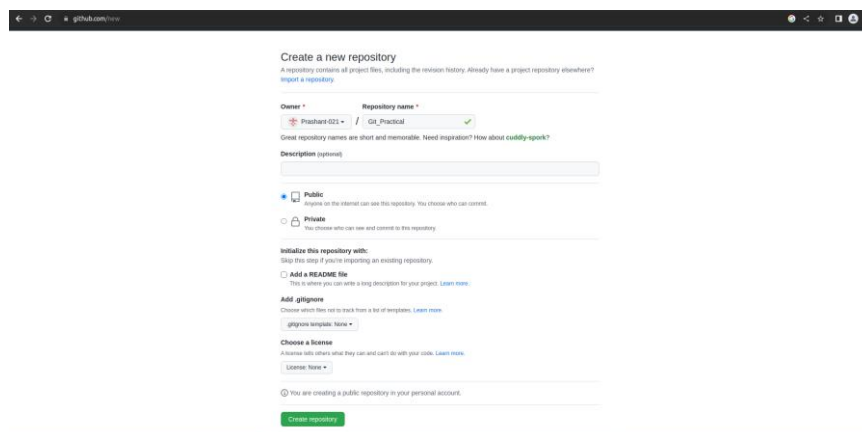 github.com/new
Create a new repository
A repository contains all project files, including the revision history. Already have a project repository elsewhere?
Import a repository.
Owner * Repository name *
Prashant-021 / Git_Practical
Great repository names are short and memorable. Need inspiration? How about cuddly-spork?
Description (optional)
Public
Anyone on the internet can see this repository. You choose who can commit.
Private
You choose who can see and commit to this repository.
Initialize this repository with:
Skip this step if you're importing an existing repository.
Add a README file
This is where you can write a long description for your project. Learn more.
Add .gitignore
Choose which files not to track from a list of templates. Learn more.
.gitignore template: None
Choose a license
A license tells others what they can and can't do with your code. Learn more.
License: None
You are creating a public repository in your personal account.
Create repository